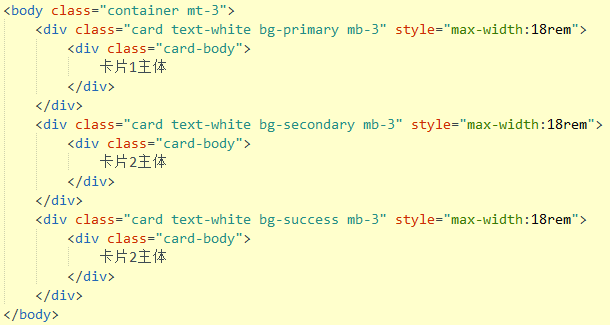 <body class="container mt-3">
<div class="card text-white bg-primary mb-3" style="max-width:18rem">
<div class="card-body">
卡片1主体
</div>
</div>
<div class="card text-white bg-secondary mb-3" style="max-width:18rem">
<div class="card-body">
卡片2主体
</div>
</div>
<div class="card text-white bg-success mb-3" style="max-width:18rem">
<div class="card-body">
卡片2主体
</div>
</div>
</body>